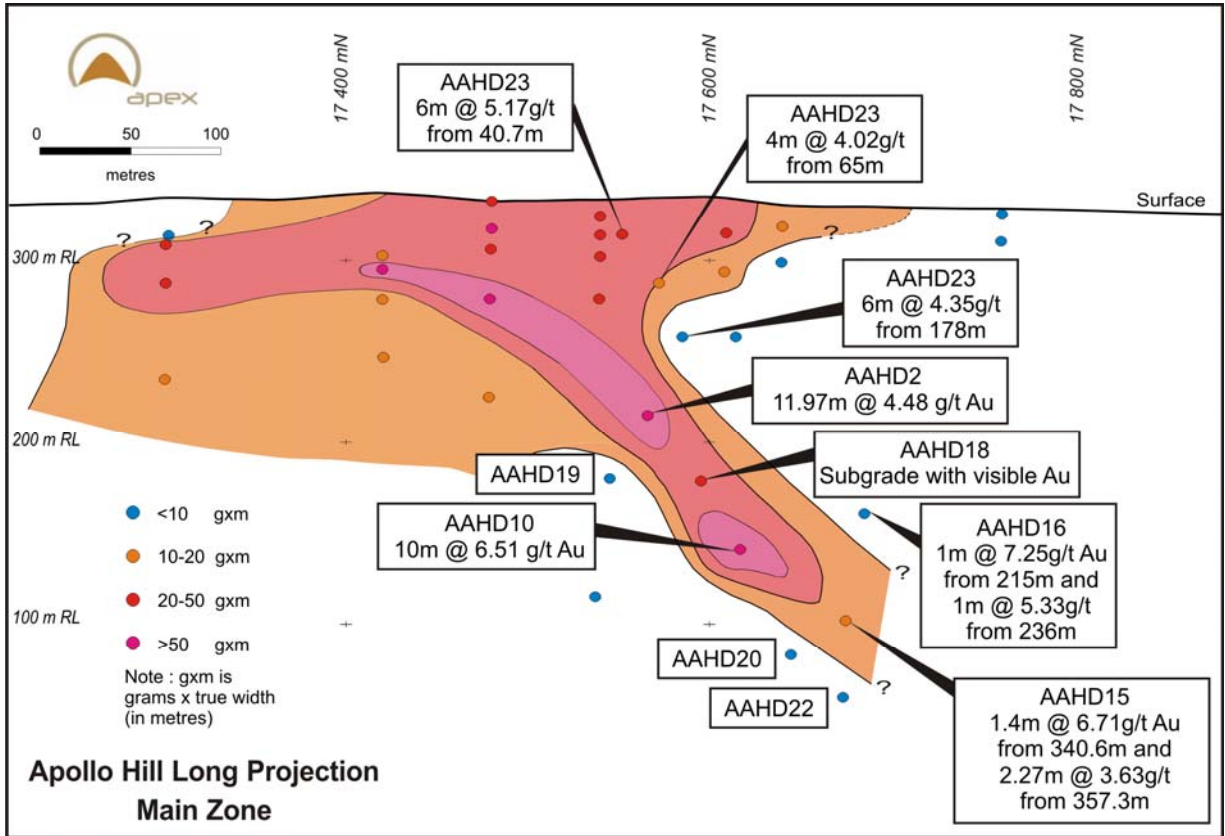 apex
0 50 100
metres
17 400 mN
17 600 mN
17 800 mN
AAHD23
6m @ 5.17g/t
from 40.7m
AAHD23
4m @ 4.02g/t
from 65m
Surface
?
?
?
300 m RL
AAHD23
6m @ 4.35g/t
from 178m
AAHD2
11.97m @ 4.48 g/t Au
200 m RL
AAHD18
Subgrade with visible Au
AAHD19
AAHD10
10m @ 6.51 g/t Au
AAHD16
1m @ 7.25g/t Au
from 215m and
1m @ 5.33g/t
from 236m
?
<10 gxm
10-20 gxm
20-50 gxm
>50 gxm
Note : gxm is
grams x true width
(in metres)
100 m RL
AAHD20
AAHD22
?
AAHD15
1.4m @ 6.71g/t Au
from 340.6m and
2.27m @ 3.63g/t
from 357.3m
Apollo Hill Long Projection
Main Zone